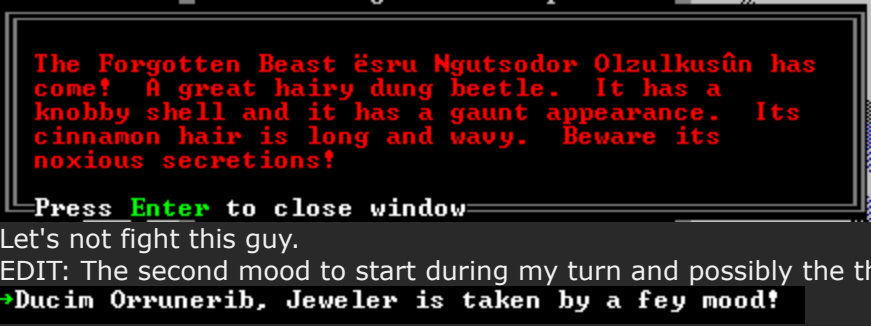 The Forgotten Beast ësru Ngutsodor Olzulkusûn has
come! A great hairy dung beetle. It has a
knobby shell and it has a gaunt appearance. Its
cinnamon hair is long and wavy. Beware its
noxious secretions!
Press Enter to close window
Let's not fight this guy.
EDIT: The second mood to start during my turn and possibly the
Ducim Orrunerib, Jeweler is taken by a fey mood!